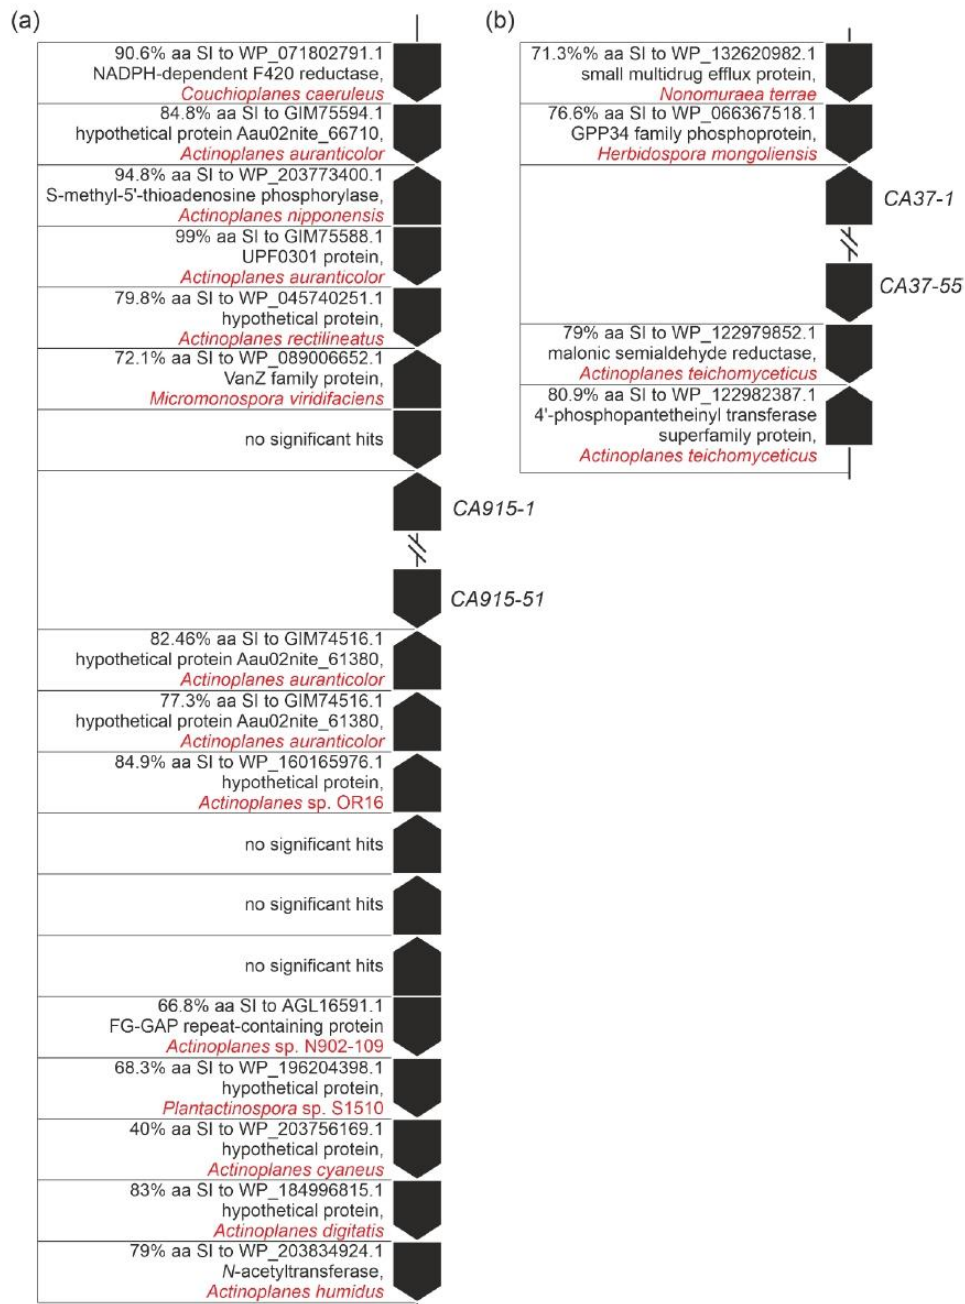 (a)
90.6% aa SI to WP_071802791.1
NADPH-dependent F420 reductase,
Couchioplanes caeruleus
84.8% aa SI to GIM75594.1
hypothetical protein Aau02nite_66710,
Actinoplanes auranticolor
94.8% aa SI to WP_203773400.1
S-methyl-5'-thioadenosine phosphorylase,
Actinoplanes nipponensis
99% aa SI to GIM75588.1
UPF0301 protein,
Actinoplanes auranticolor
79.8% aa SI to WP_045740251.1
hypothetical protein,
Actinoplanes rectilineatus
72.1% aa SI to WP_089006652.1
VanZ family protein,
Micromonospora viridifaciens
no significant hits
CA915-1
CA915-51
82.46% aa SI to GIM74516.1
hypothetical protein Aau02nite_61380,
Actinoplanes auranticolor
77.3% aa SI to GIM74516.1
hypothetical protein Aau02nite_61380,
Actinoplanes auranticolor
84.9% aa SI to WP_160165976.1
hypothetical protein,
Actinoplanes sp. OR16
no significant hits
no significant hits
no significant hits
66.8% aa SI to AGL16591.1
FG-GAP repeat-containing protein
Actinoplanes sp. N902-109
68.3% aa SI to WP_196204398.1
hypothetical protein,
Plantactinospora sp. S1510
40% aa SI to WP_203756169.1
hypothetical protein,
Actinoplanes cyaneus
83% aa SI to WP_184996815.1
hypothetical protein,
Actinoplanes digitatis
79% aa SI to WP_203834924.1
N-acetyltransferase,
Actinoplanes humidus
(b)
71.3%% aa SI to WP_132620982.1
small multidrug efflux protein,
Nonomuraea terrae
76.6% aa SI to WP_066367518.1
GPP34 family phosphoprotein,
Herbidospora mongoliensis
CA37-1
CA37-55
79% aa SI to WP_122979852.1
malonic semialdehyde reductase,
Actinoplanes teichomyceticus
80.9% aa SI to WP_122982387.1
4'-phosphopantetheinyl transferase
superfamily protein,
Actinoplanes teichomyceticus